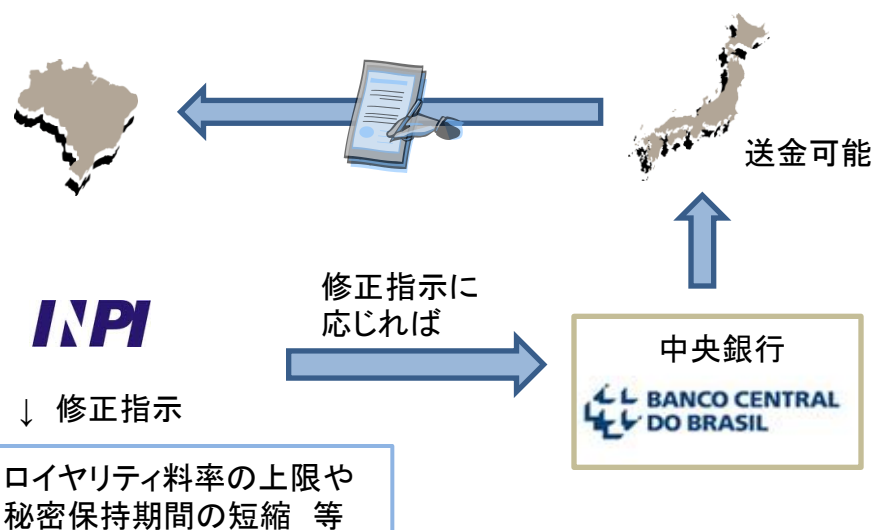 送金可能
INPI
修正指示に
応じれば
中央銀行
BANCO CENTRAL
DO BRASIL
↓ 修正指示
ロイヤリティ料率の上限や
秘密保持期間の短縮 等